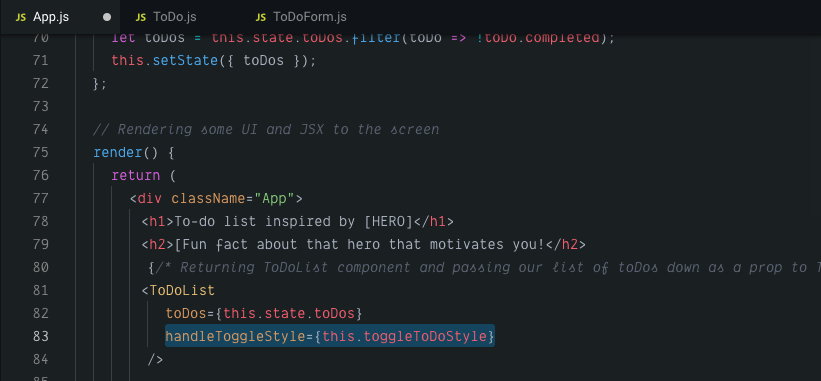 JS App.js
JS ToDo.js
JS ToDoForm.js
70 let toDos = this.state.toDos.filter(toDo => !toDo.completed);
71 this.setState({ toDos });
72 };
73
74 // Rendering some UI and JSX to the screen
75 render() {
76 return (
77 <div className="App">
78 <h1>To-do list inspired by [HERO]</h1>
79 <h2>[Fun fact about that hero that motivates you!</h2>
80 {/* Returning ToDoList component and passing our list of toDos down as a prop to
81 <ToDoList
82 toDos={this.state.toDos}
83 handleToggleStyle={this.toggleToDoStyle}
84 />
85